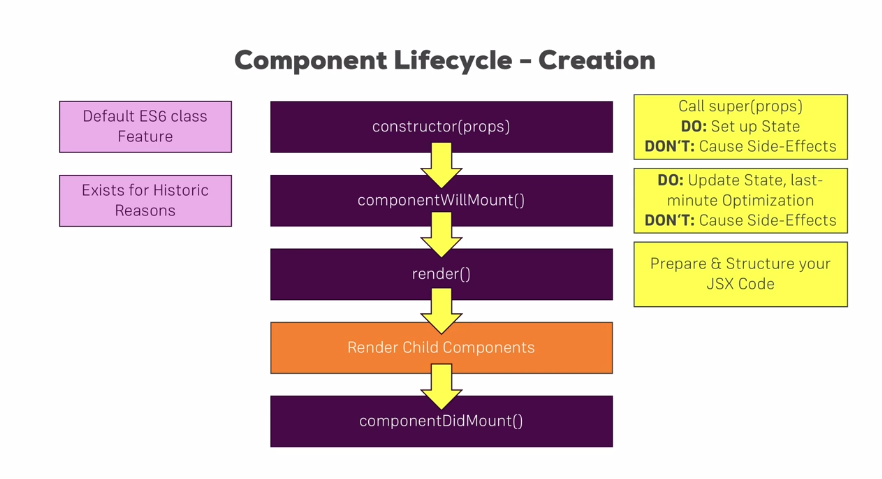 Component Lifecycle - Creation
Default ES6 class
Feature
constructor(props)
Call super(props)
DO: Set up State
DON'T: Cause Side-Effects
Exists for Historic
Reasons
componentWillMount()
DO: Update State, last-
minute Optimization
DON'T: Cause Side-Effects
render()
Prepare & Structure your
JSX Code
Render Child Components
componentDidMount()